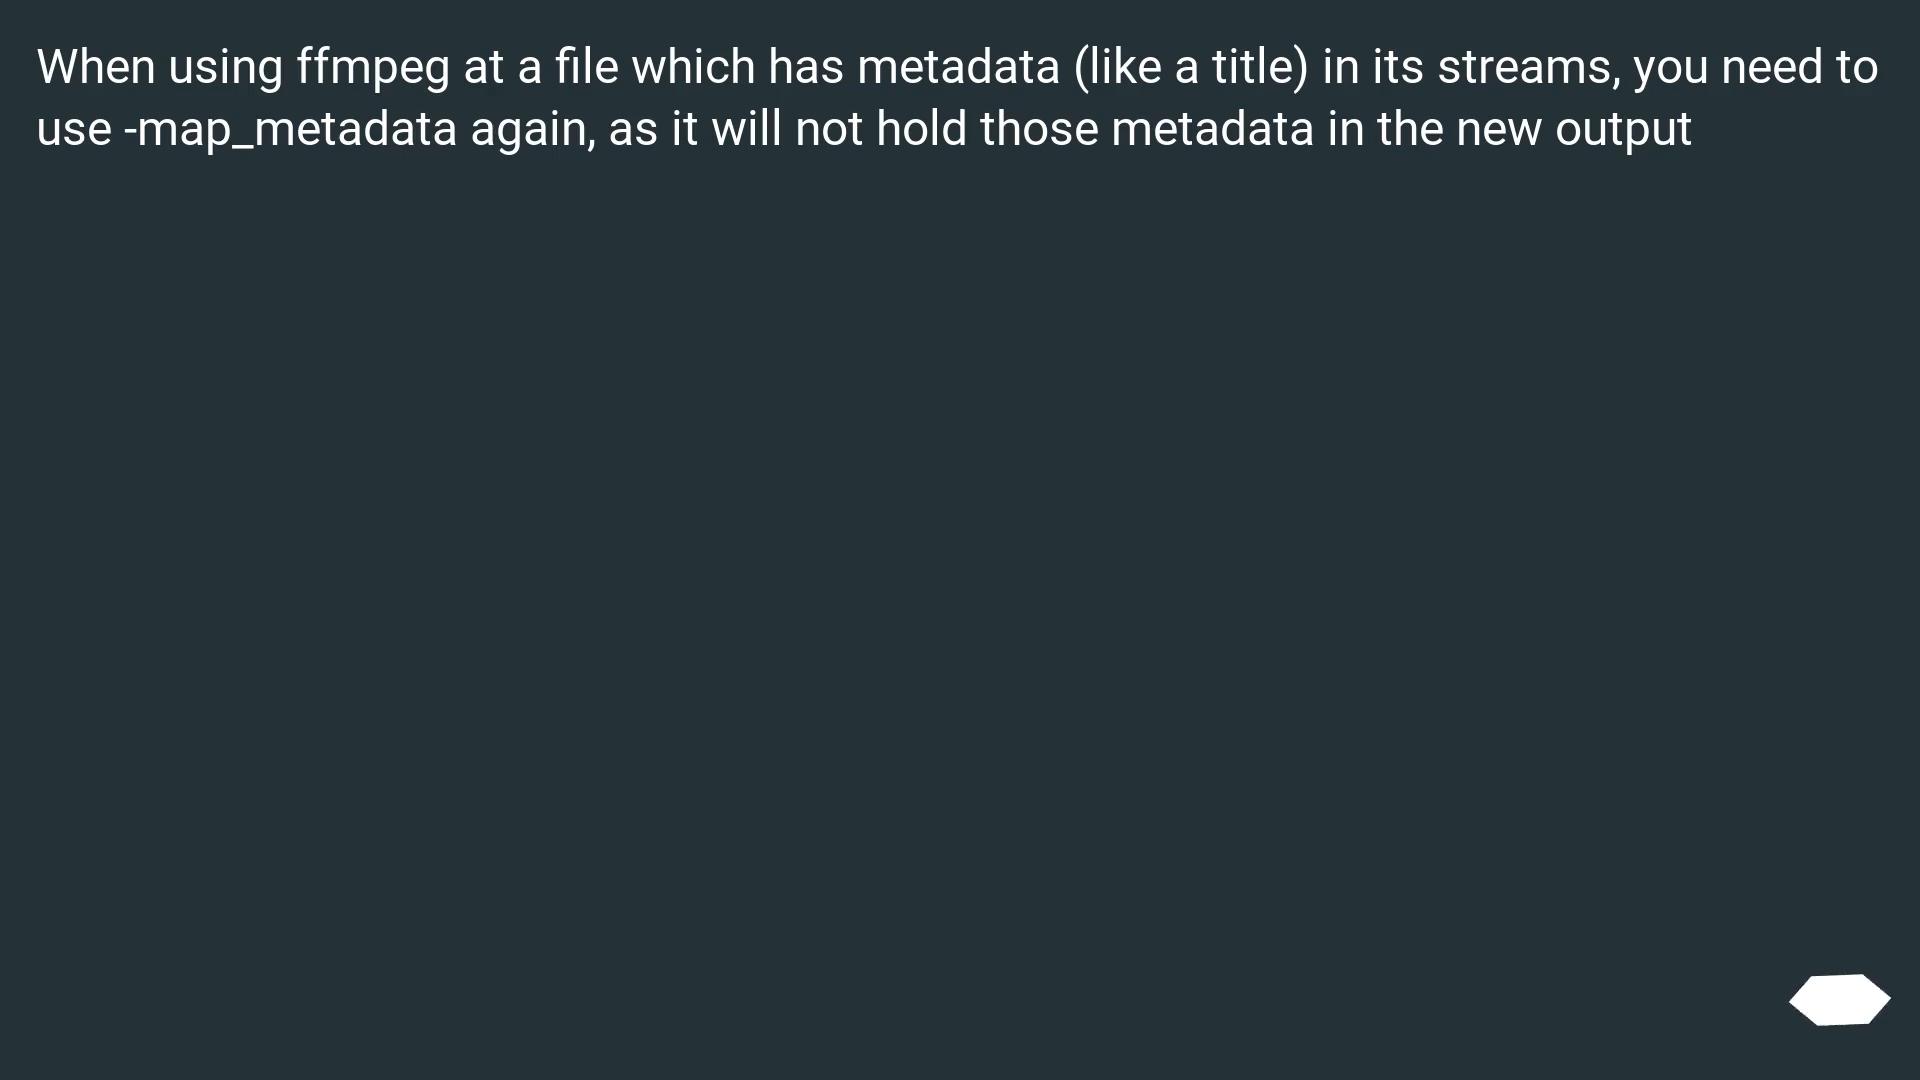 When using ffmpeg at a file which has metadata (like a title) in its streams, you need to
use -map_metadata again, as it will not hold those metadata in the new output